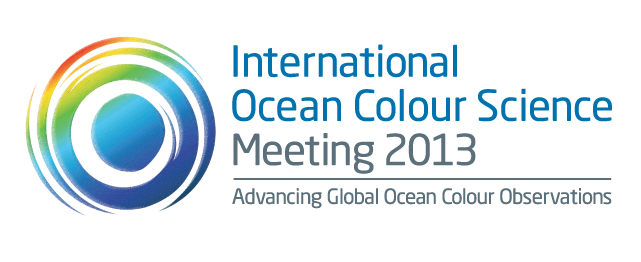 International
Ocean Colour Science
Meeting 2013
Advancing Global Ocean Colour Observations